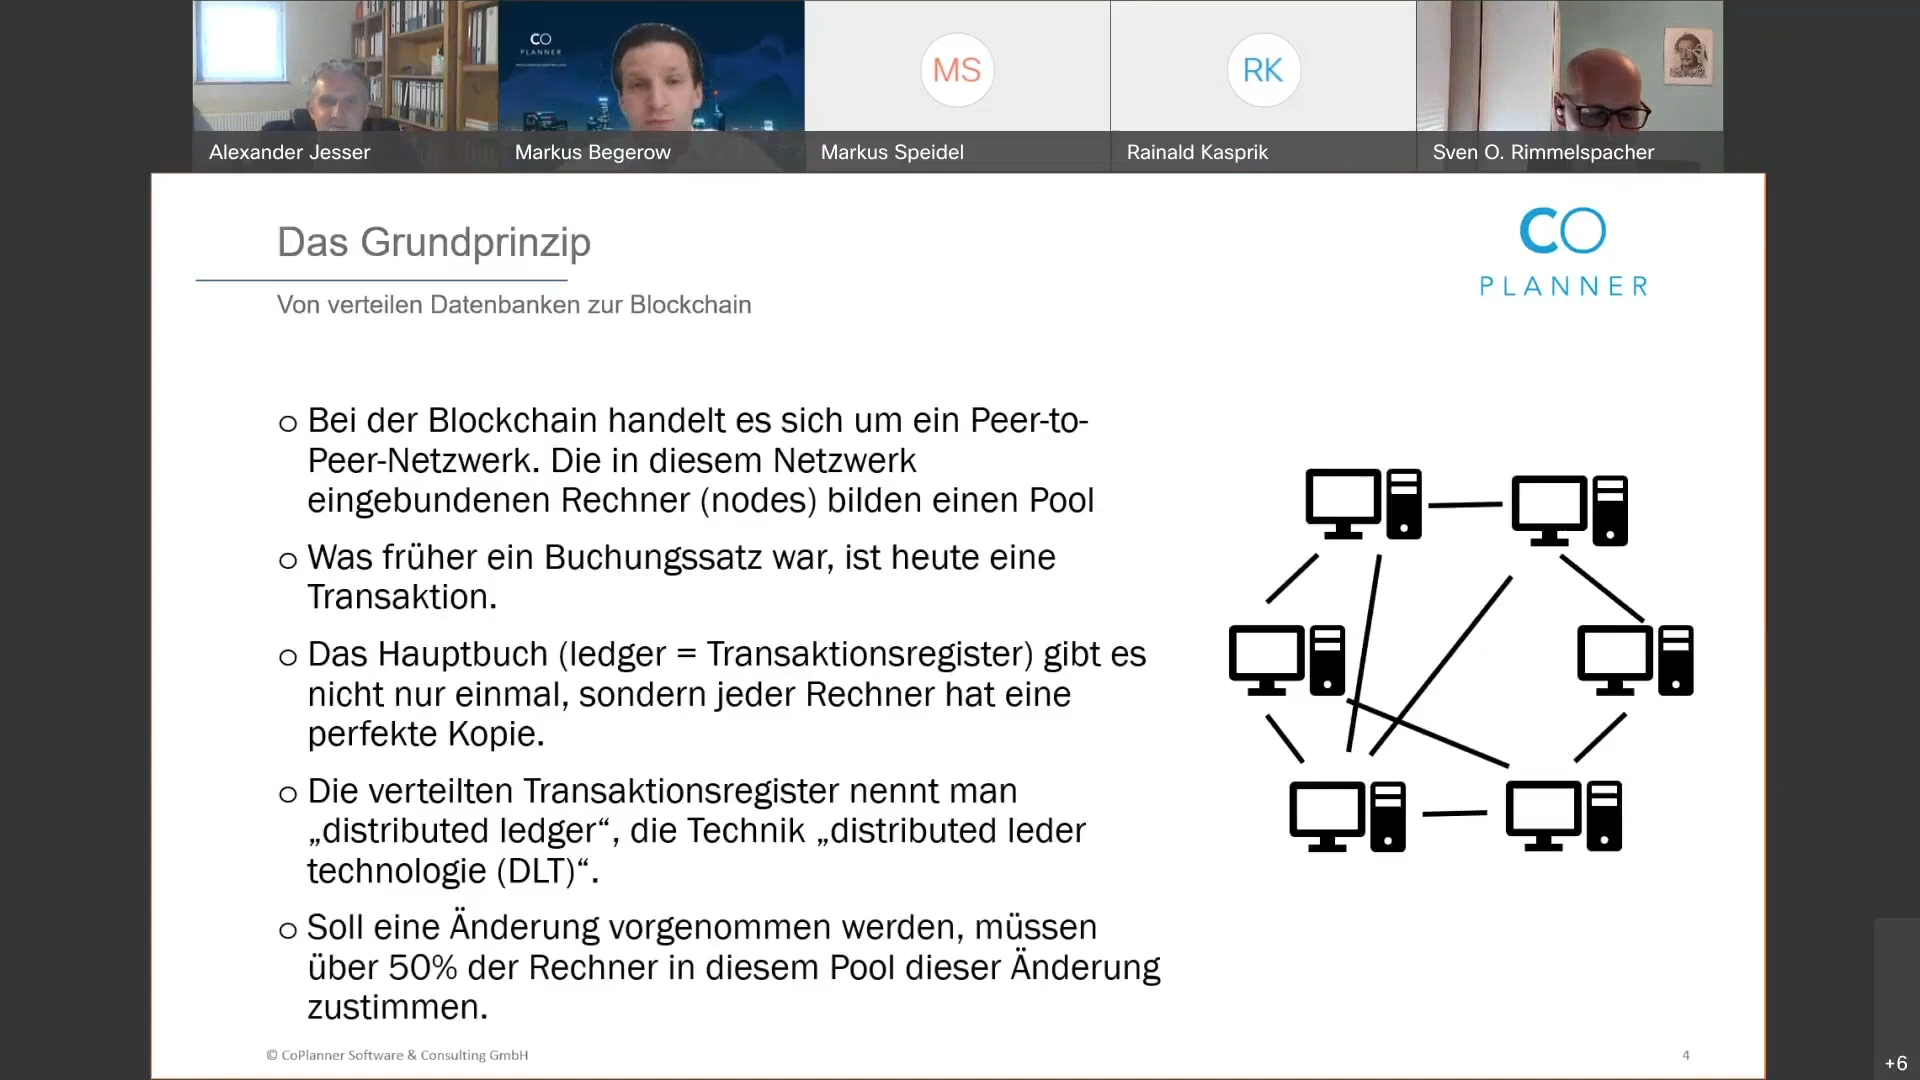 CO
PLANNER
MS
RK
Alexander Jesser
Markus Begerow
Markus Speidel
Rainald Kasprik
Sven O. Rimmelspacher
Das Grundprinzip
CO
PLANNER
Von verteilen Datenbanken zur Blockchain
o Bei der Blockchain handelt es sich um ein Peer-to-
Peer-Netzwerk. Die in diesem Netzwerk
eingebundenen Rechner (nodes) bilden einen Pool
o Was früher ein Buchungssatz war, ist heute eine
Transaktion.
o Das Hauptbuch (ledger = Transaktionsregister) gibt es
nicht nur einmal, sondern jeder Rechner hat eine
perfekte Kopie.
o Die verteilten Transaktionsregister nennt man
„distributed ledger“, die Technik „distributed leder
technologie (DLT)“.
o Soll eine Änderung vorgenommen werden, müssen
über 50% der Rechner in diesem Pool dieser Änderung
zustimmen.
© CoPlanner Software & Consulting GmbH
4
+6